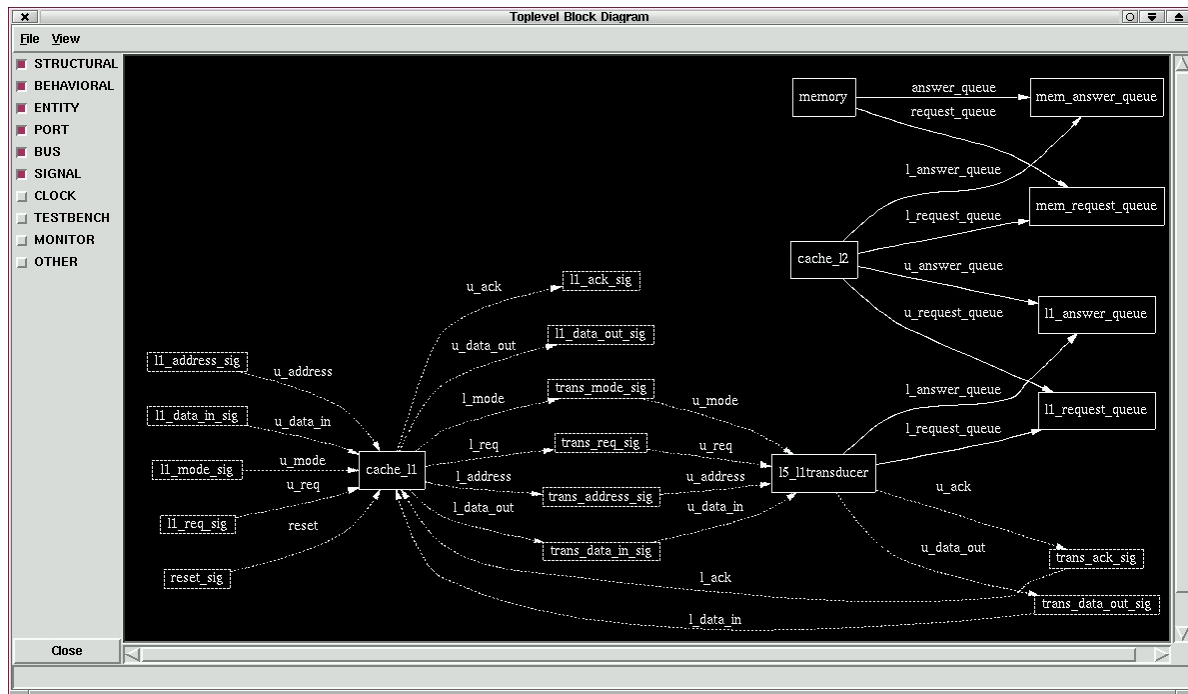 Toplevel Block Diagram
File View
STRUCTURAL
BEHAVIORAL
ENTITY
PORT
BUS
SIGNAL
CLOCK
TESTBENCH
MONITOR
OTHER
memory
answer_queue
request_queue
mem_answer_queue
l_answer_queue
mem_request_queue
l_request_queue
cache_l2
u_answer_queue
u_request_queue
l1_answer_queue
l1_request_queue
u_ack
l1_ack_sig
u_data_out
l1_data_out_sig
l1_address_sig
u_address
l1_data_in_sig
u_data_in
l1_mode_sig
u_mode
l1_req_sig
u_req
reset_sig
reset
cache_l1
l_mode
trans_mode_sig
u_mode
l_req
trans_req_sig
u_req
l_address
trans_address_sig
u_address
l_data_out
trans_data_in_sig
u_data_in
l5_l1transducer
l_answer_queue
l_request_queue
u_ack
trans_ack_sig
u_data_out
trans_data_out_sig
l_ack
l_data_in
Close